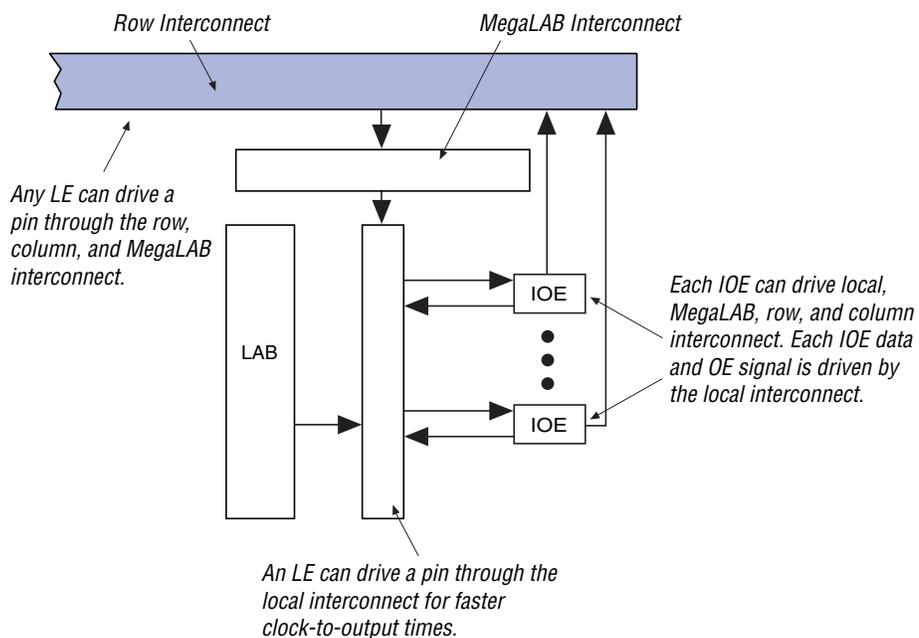 Row Interconnect
MegaLAB Interconnect
Any LE can drive a
pin through the row,
column, and MegaLAB
interconnect.
LAB
IOE
IOE
Each IOE can drive local,
MegaLAB, row, and column
interconnect. Each IOE data
and OE signal is driven by
the local interconnect.
An LE can drive a pin through the
local interconnect for faster
clock-to-output times.